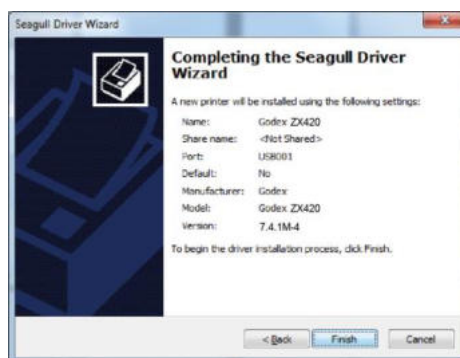 Seagull Driver Wizard
Completing the Seagull Driver
Wizard
A new printer will be installed using the following settings:
Name: Godex ZX420
Share name: <Not Shared>
Port: USB001
Default: No
Manufacturer: Godex
Model: Godex ZX420
Version: 7.4.1M-4
To begin the driver installation process, click Finish.
< Back Finish Cancel